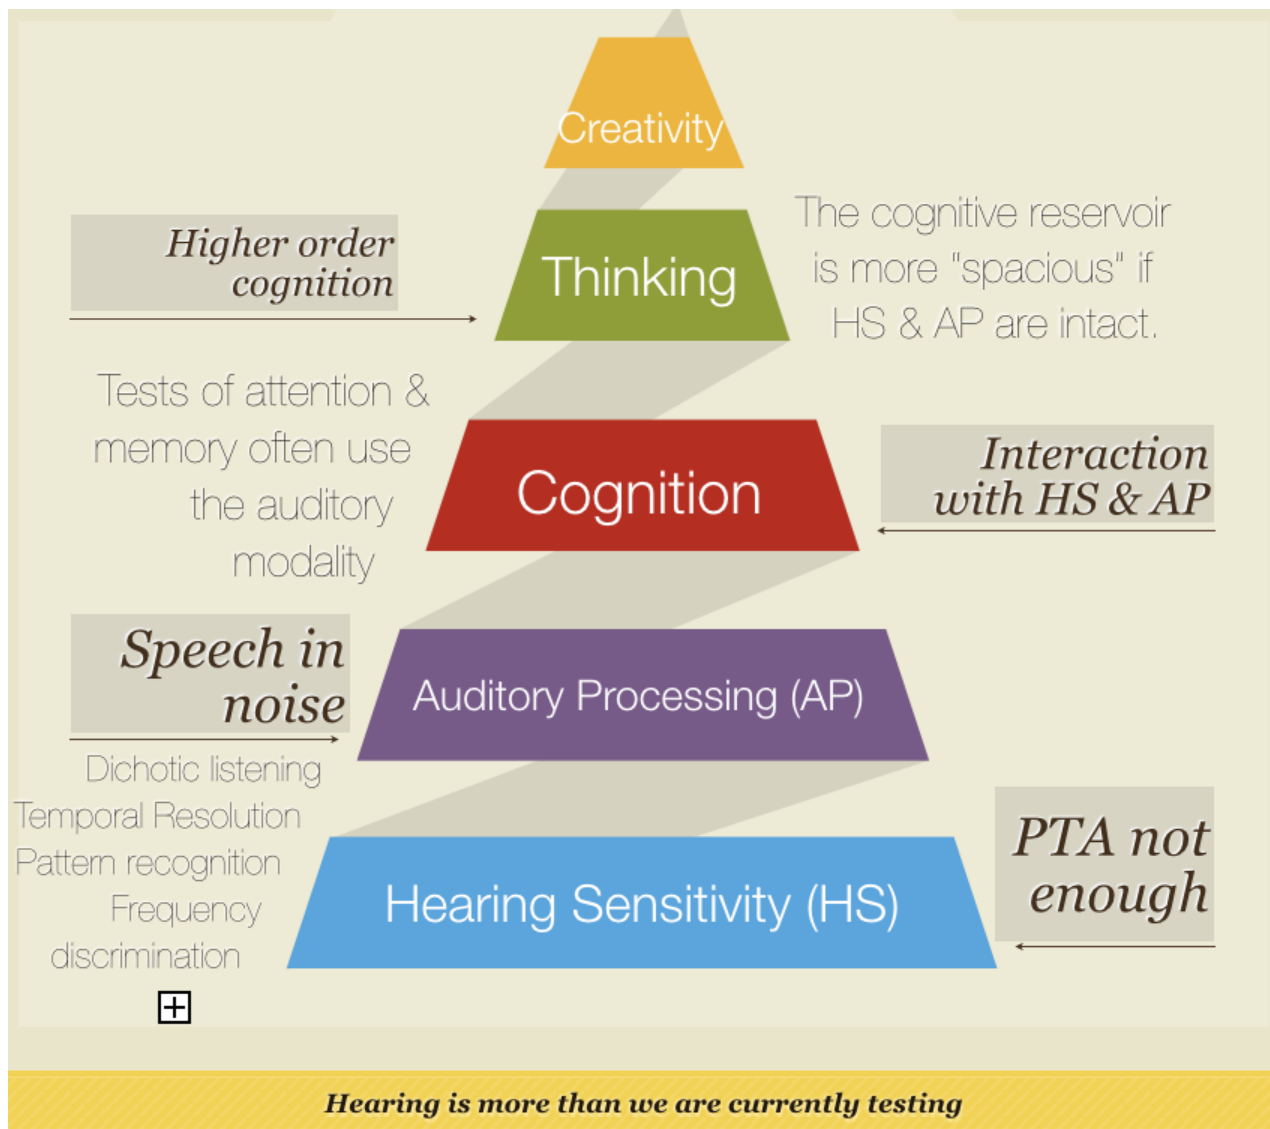 Creativity
Higher order
cognition
Thinking
The cognitive reservoir
is more "spacious" if
HS & AP are intact.
Tests of attention &
memory often use
the auditory
modality
Cognition
Interaction
with HS & AP
Speech in
noise
Auditory Processing (AP)
Dichotic listening
Temporal Resolution
Pattern recognition
Frequency
discrimination
Hearing Sensitivity (HS)
PTA not
enough
Hearing is more than we are currently testing